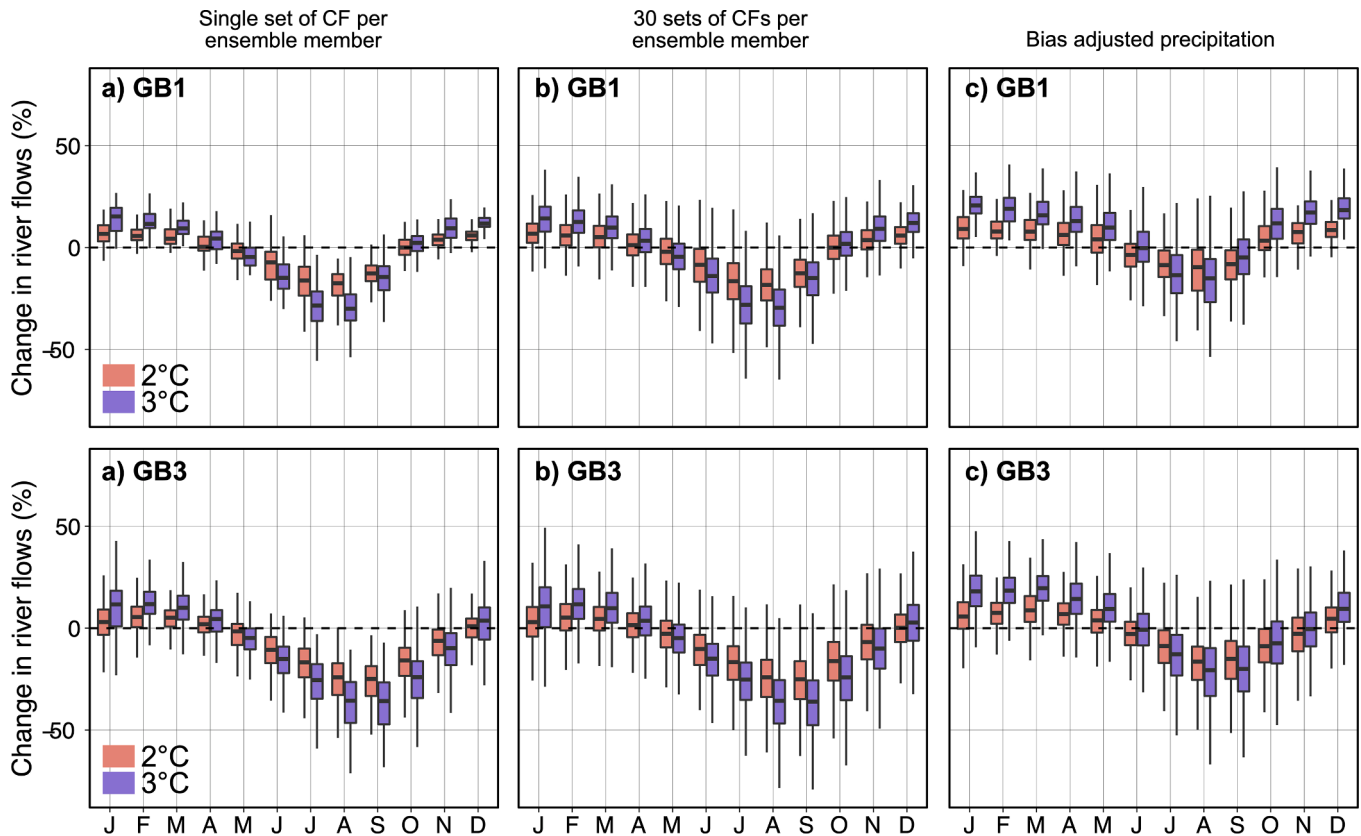 Single set of CF per
ensemble member
30 sets of CFs per
ensemble member
Bias adjusted precipitation
a) GB1
b) GB1
c) GB1
Change in river flows (%)
50
0
−50
2°C
3°C
a) GB3
b) GB3
c) GB3
Change in river flows (%)
50
0
−50
2°C
3°C
J F M A M J J A S O N D
J F M A M J J A S O N D
J F M A M J J A S O N D